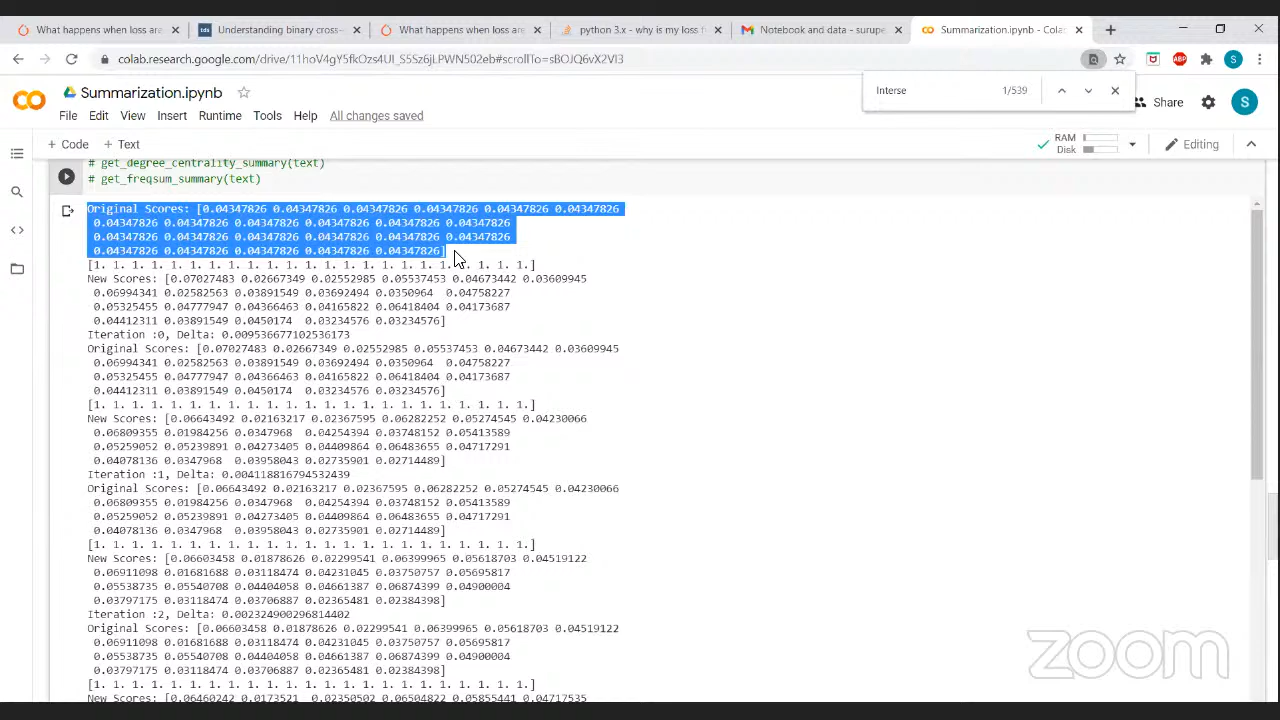 What happens when loss are
Understanding binary cross-
What happens when loss are
python 3.x - why is my loss f
Notebook and data - surupe
Summarization.ipynb - Colab
Interse 1/539
Summarization.ipynb
File Edit View Insert Runtime Tools Help All changes saved
Share
S
+ Code + Text
RAM
Disk
Editing
# get_degree_centrality_summary(text)
# get_freqsum_summary(text)
Original Scores: [0.04347826 0.04347826 0.04347826 0.04347826 0.04347826 0.04347826
0.04347826 0.04347826 0.04347826 0.04347826 0.04347826 0.04347826
0.04347826 0.04347826 0.04347826 0.04347826 0.04347826 0.04347826
0.04347826 0.04347826 0.04347826 0.04347826 0.04347826]
[1. 1. 1. 1. 1. 1. 1. 1. 1. 1. 1. 1. 1. 1. 1. 1. 1. 1. 1. 1. 1. 1. 1.]
New Scores: [0.07027483 0.02667349 0.02552985 0.05537453 0.04673442 0.03609945
0.06994341 0.02582563 0.03891549 0.03692494 0.0350964 0.04758227
0.05325455 0.04777947 0.04366463 0.04165822 0.06418404 0.04173687
0.04412311 0.03891549 0.0450174 0.03234576 0.03234576]
Iteration :0, Delta: 0.009536677102536173
Original Scores: [0.07027483 0.02667349 0.02552985 0.05537453 0.04673442 0.03609945
0.06994341 0.02582563 0.03891549 0.03692494 0.0350964 0.04758227
0.05325455 0.04777947 0.04366463 0.04165822 0.06418404 0.04173687
0.04412311 0.03891549 0.0450174 0.03234576 0.03234576]
[1. 1. 1. 1. 1. 1. 1. 1. 1. 1. 1. 1. 1. 1. 1. 1. 1. 1. 1. 1. 1. 1. 1.]
New Scores: [0.06643492 0.02163217 0.02367595 0.06282252 0.05274545 0.04230066
0.06809355 0.01984256 0.0347968 0.04254394 0.03748152 0.05413589
0.05259052 0.05239891 0.04273405 0.04409864 0.06483655 0.04717291
0.04078136 0.0347968 0.03958043 0.02735901 0.02714489]
Iteration :1, Delta: 0.004118816794532439
Original Scores: [0.06643492 0.02163217 0.02367595 0.06282252 0.05274545 0.04230066
0.06809355 0.01984256 0.0347968 0.04254394 0.03748152 0.05413589
0.05259052 0.05239891 0.04273405 0.04409864 0.06483655 0.04717291
0.04078136 0.0347968 0.03958043 0.02735901 0.02714489]
[1. 1. 1. 1. 1. 1. 1. 1. 1. 1. 1. 1. 1. 1. 1. 1. 1. 1. 1. 1. 1. 1. 1.]
New Scores: [0.06603458 0.01878626 0.02299541 0.06399965 0.05618703 0.04519122
0.06911098 0.01681688 0.03118474 0.04231045 0.03750757 0.05695817
0.05538735 0.05540708 0.04404058 0.04661387 0.06874399 0.04900004
0.03797175 0.03118474 0.03706887 0.02365481 0.02384398]
Iteration :2, Delta: 0.002324900296814402
Original Scores: [0.06603458 0.01878626 0.02299541 0.06399965 0.05618703 0.04519122
0.06911098 0.01681688 0.03118474 0.04231045 0.03750757 0.05695817
0.05538735 0.05540708 0.04404058 0.04661387 0.06874399 0.04900004
0.03797175 0.03118474 0.03706887 0.02365481 0.02384398]
[1. 1. 1. 1. 1. 1. 1. 1. 1. 1. 1. 1. 1. 1. 1. 1. 1. 1. 1. 1. 1. 1. 1.]
New Scores: [0.06460242 0.0173521 0.02350502 0.06504822 0.05855441 0.04717535
zoom